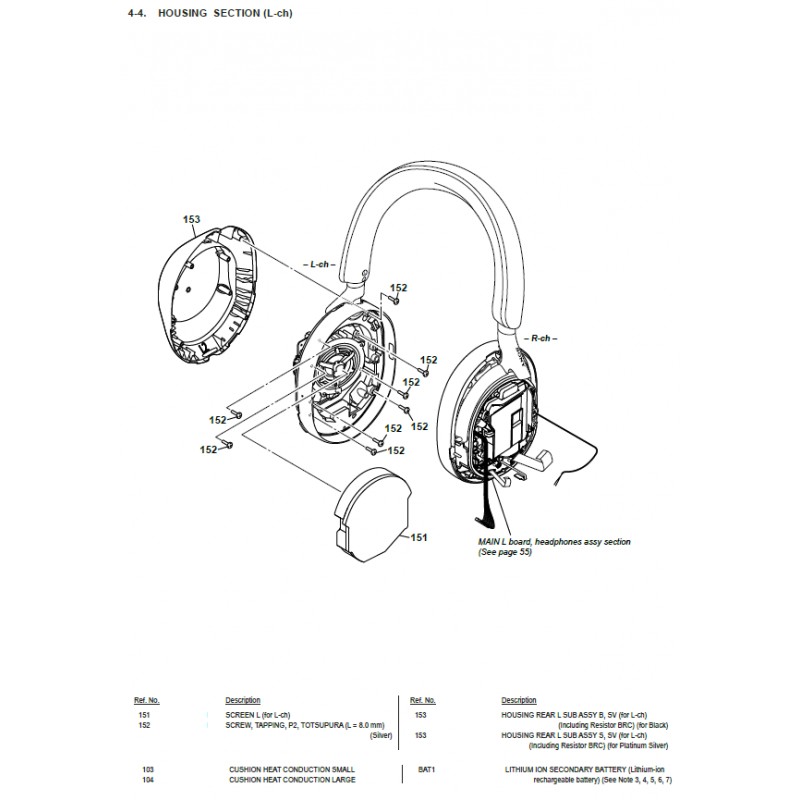 4-4. HOUSING SECTION (L-ch)
153
– L-ch –
152
– R-ch –
152
152
152
152
152
152
152
151
MAIN L board, headphones assy section
(See page 55)
Ref. No. Description
151 SCREEN L (for L-ch)
152 SCREW, TAPPING, P2, TOTSUPURA (L = 8.0 mm)
(Silver)
103 CUSHION HEAT CONDUCTION SMALL
104 CUSHION HEAT CONDUCTION LARGE
Ref. No. Description
153 HOUSING REAR L SUB ASSY B, SV (for L-ch)
(Including Resistor BRC) (for Black)
153 HOUSING REAR L SUB ASSY S, SV (for L-ch)
(Including Resistor BRC) (for Platinum Silver)
BAT1 LITHIUM ION SECONDARY BATTERY (Lithium-ion
rechargeable battery) (See Note 3, 4, 5, 6, 7)